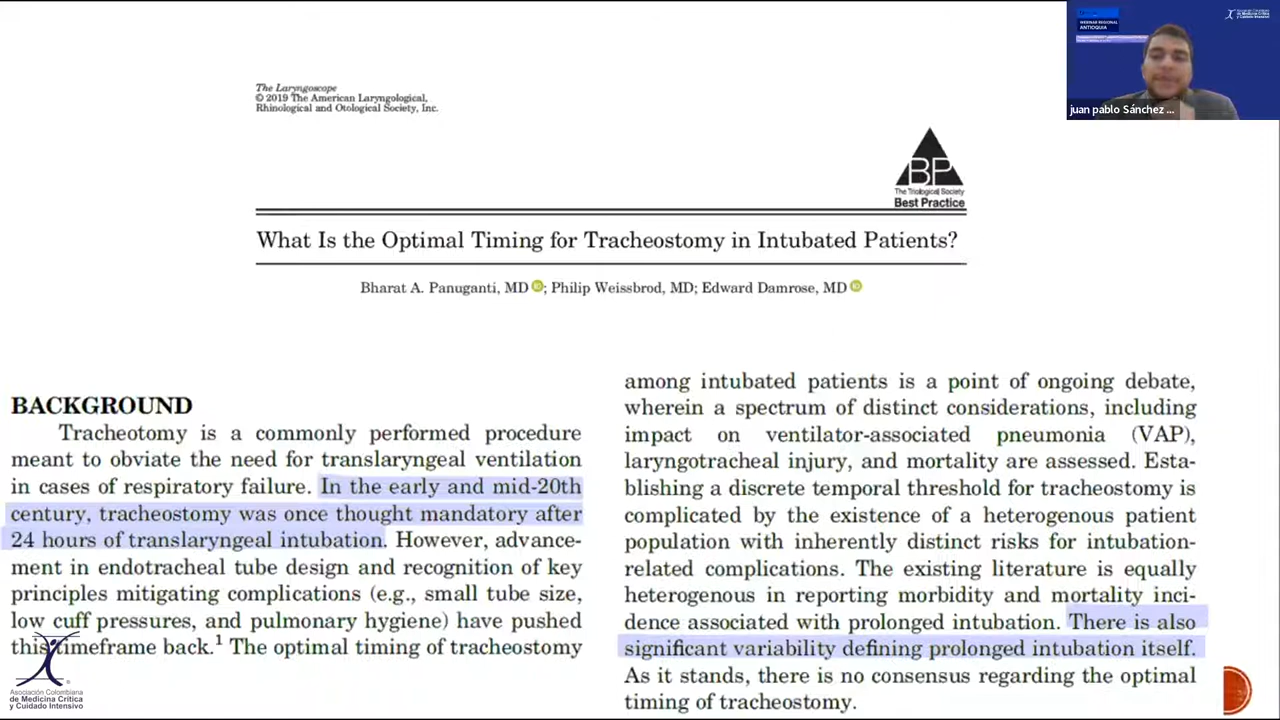 The Laryngoscope
© 2019 The American Laryngological,
Rhinological and Otological Society, Inc.
BP
The Triological Society
Best Practice
What Is the Optimal Timing for Tracheostomy in Intubated Patients?
Bharat A. Panuganti, MD; Philip Weissbrod, MD; Edward Damrose, MD
BACKGROUND
Tracheotomy is a commonly performed procedure
meant to obviate the need for translaryngeal ventilation
in cases of respiratory failure. In the early and mid-20th
century, tracheostomy was once thought mandatory after
24 hours of translaryngeal intubation. However, advance-
ment in endotracheal tube design and recognition of key
principles mitigating complications (e.g., small tube size,
low cuff pressures, and pulmonary hygiene) have pushed
this timeframe back.1 The optimal timing of tracheostomy
among intubated patients is a point of ongoing debate,
wherein a spectrum of distinct considerations, including
impact on ventilator-associated pneumonia (VAP),
laryngotracheal injury, and mortality are assessed. Esta-
blishing a discrete temporal threshold for tracheostomy is
complicated by the existence of a heterogenous patient
population with inherently distinct risks for intubation-
related complications. The existing literature is equally
heterogenous in reporting morbidity and mortality inci-
dence associated with prolonged intubation. There is also
significant variability defining prolonged intubation itself.
As it stands, there is no consensus regarding the optimal
timing of tracheostomy.
WEBINAR REGIONAL
ANTIOQUIA
juan pablo Sánchez ...
Asociación Colombiana
de Medicina Crítica
y Cuidado Intensivo